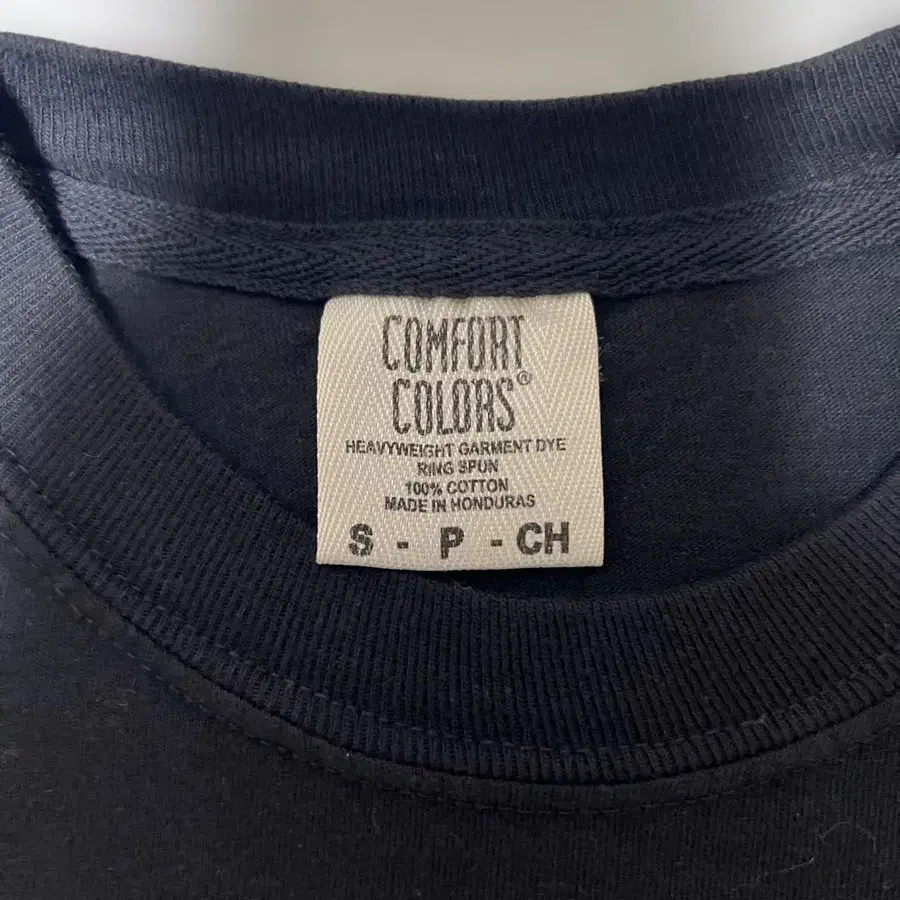 COMFORT
COLORS®
HEAVYWEIGHT GARMENT DYE
RING SPUN
100% COTTON
MADE IN HONDURAS
S - P - CH